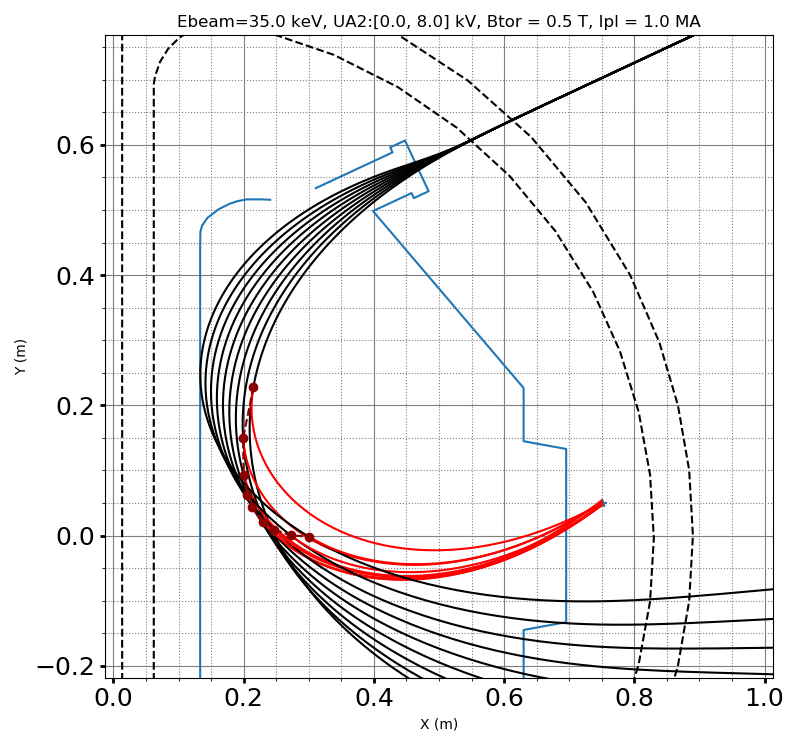 Ebeam=35.0 keV, UA2:[0.0, 8.0] kV, Btor = 0.5 T, Ipl = 1.0 MA
Y (m)
0.6
0.4
0.2
0.0
−0.2
0.0 0.2 0.4 0.6 0.8 1.0
X (m)